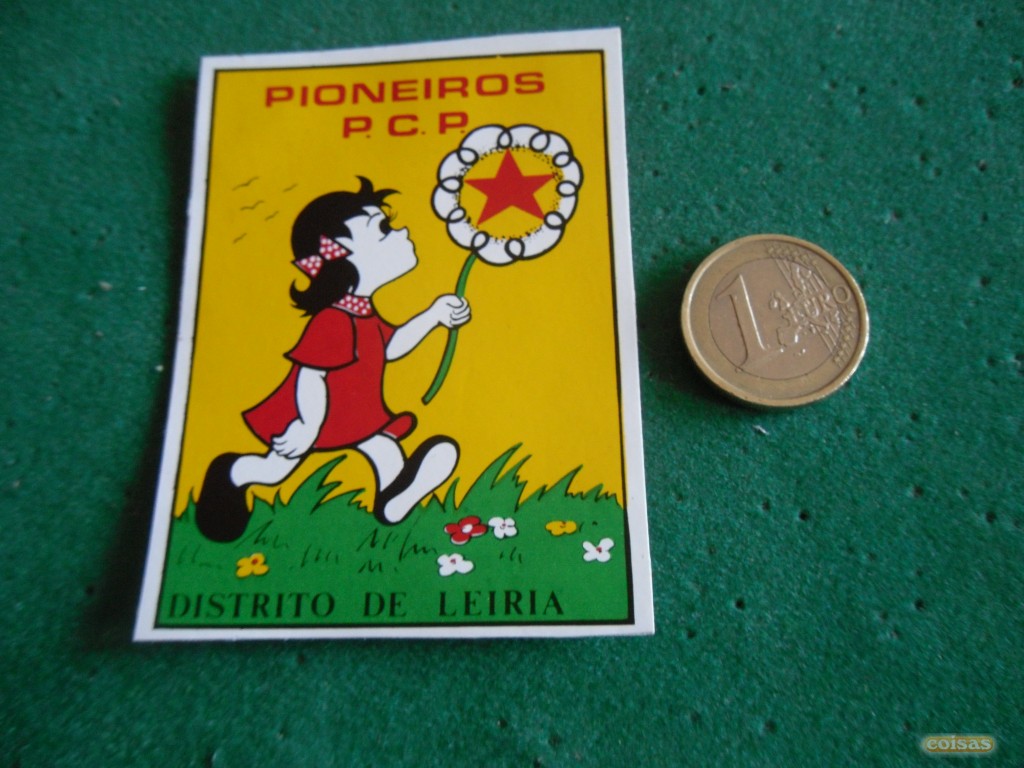 PIONEIROS
P. C. P.
DISTRITO DE LEIRIA
1 EURO
coisas